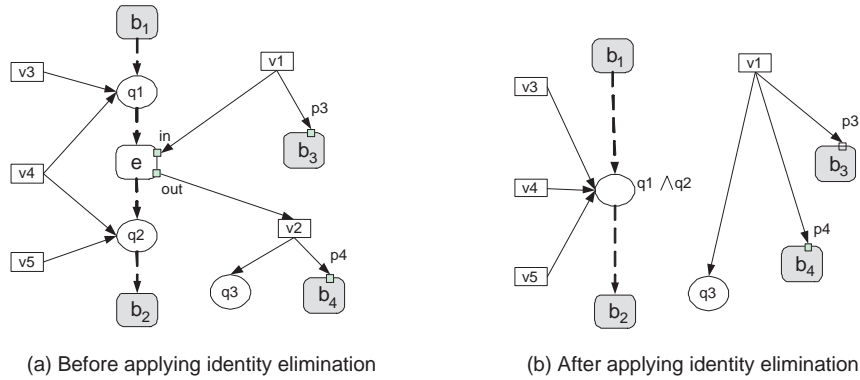 b1
v3
q1
v1
p3
in
e
b3
v4
out
v2
q2
p4
v5
q3
b4
b2
(a) Before applying identity elimination
b1
v1
v3
p3
b3
v4
q1 ∧q2
p4
b4
v5
q3
b2
(b) After applying identity elimination